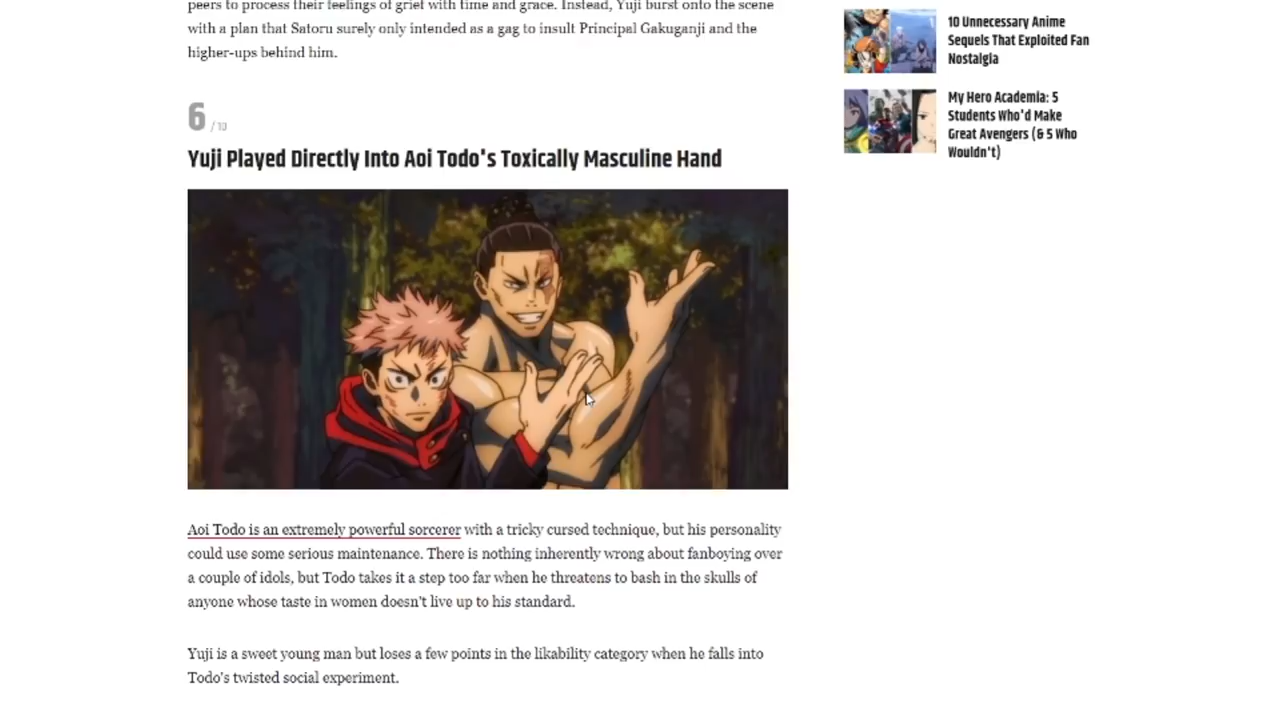 peers to process their feelings of grief with time and grace. Instead, Yuji burst onto the scene
with a plan that Satoru surely only intended as a gag to insult Principal Gakuganji and the
higher-ups behind him.
6 / 10
Yuji Played Directly Into Aoi Todo's Toxically Masculine Hand
Aoi Todo is an extremely powerful sorcerer with a tricky cursed technique, but his personality
could use some serious maintenance. There is nothing inherently wrong about fanboying over
a couple of idols, but Todo takes it a step too far when he threatens to bash in the skulls of
anyone whose taste in women doesn't live up to his standard.
Yuji is a sweet young man but loses a few points in the likability category when he falls into
Todo's twisted social experiment.
10 Unnecessary Anime
Sequels That Exploited Fan
Nostalgia
My Hero Academia: 5
Students Who'd Make
Great Avengers (& 5 Who
Wouldn't)